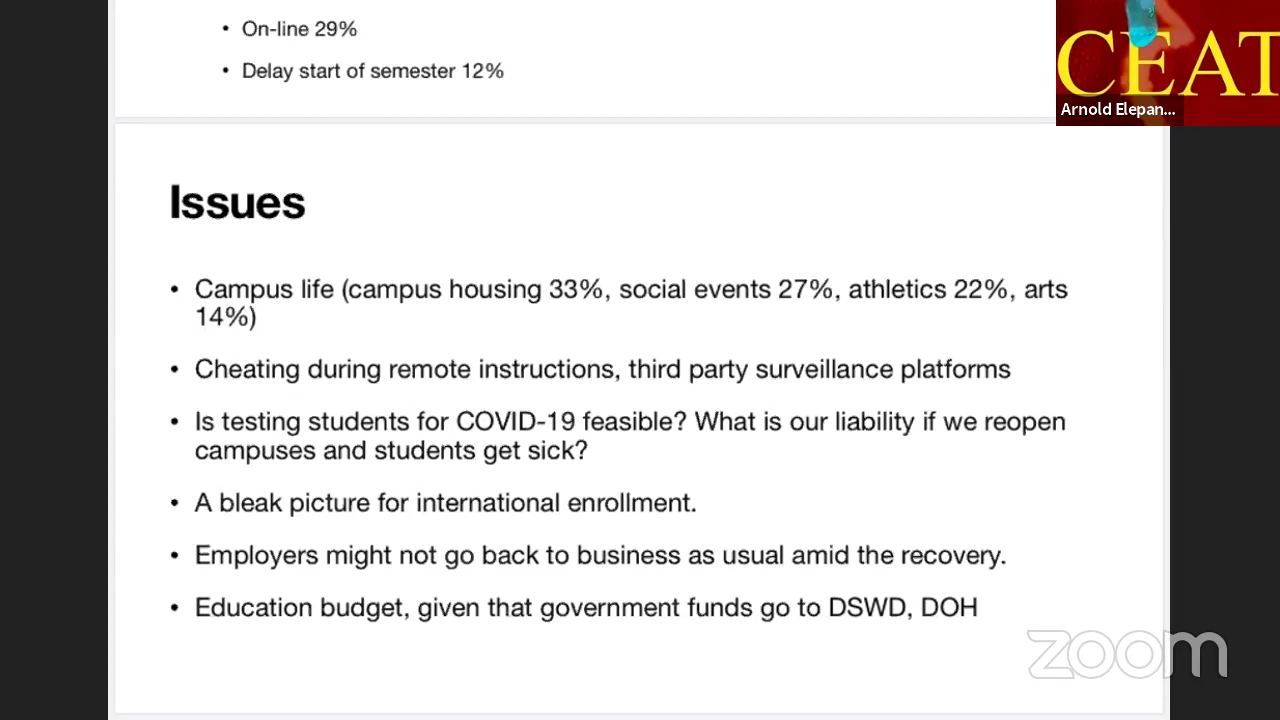 • On-line 29%
• Delay start of semester 12%
CEAT
Arnold Elepan...
Issues
• Campus life (campus housing 33%, social events 27%, athletics 22%, arts
14%)
• Cheating during remote instructions, third party surveillance platforms
• Is testing students for COVID-19 feasible? What is our liability if we reopen
campuses and students get sick?
• A bleak picture for international enrollment.
• Employers might not go back to business as usual amid the recovery.
• Education budget, given that government funds go to DSWD, DOH
zoom